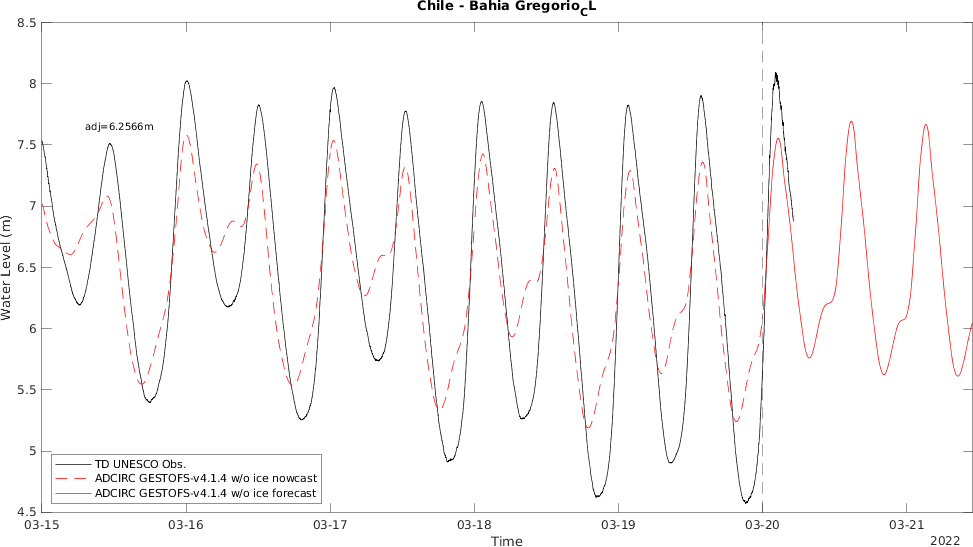 Chile - Bahia Gregorio_CL
8.5
8
7.5
7
6.5
6
5.5
5
4.5
Water Level (m)
adj=6.2566m
TD UNESCO Obs.
ADCIRC GESTOFS-v4.1.4 w/o ice nowcast
ADCIRC GESTOFS-v4.1.4 w/o ice forecast
03-15 03-16 03-17 03-18 03-19 03-20 03-21
Time
2022